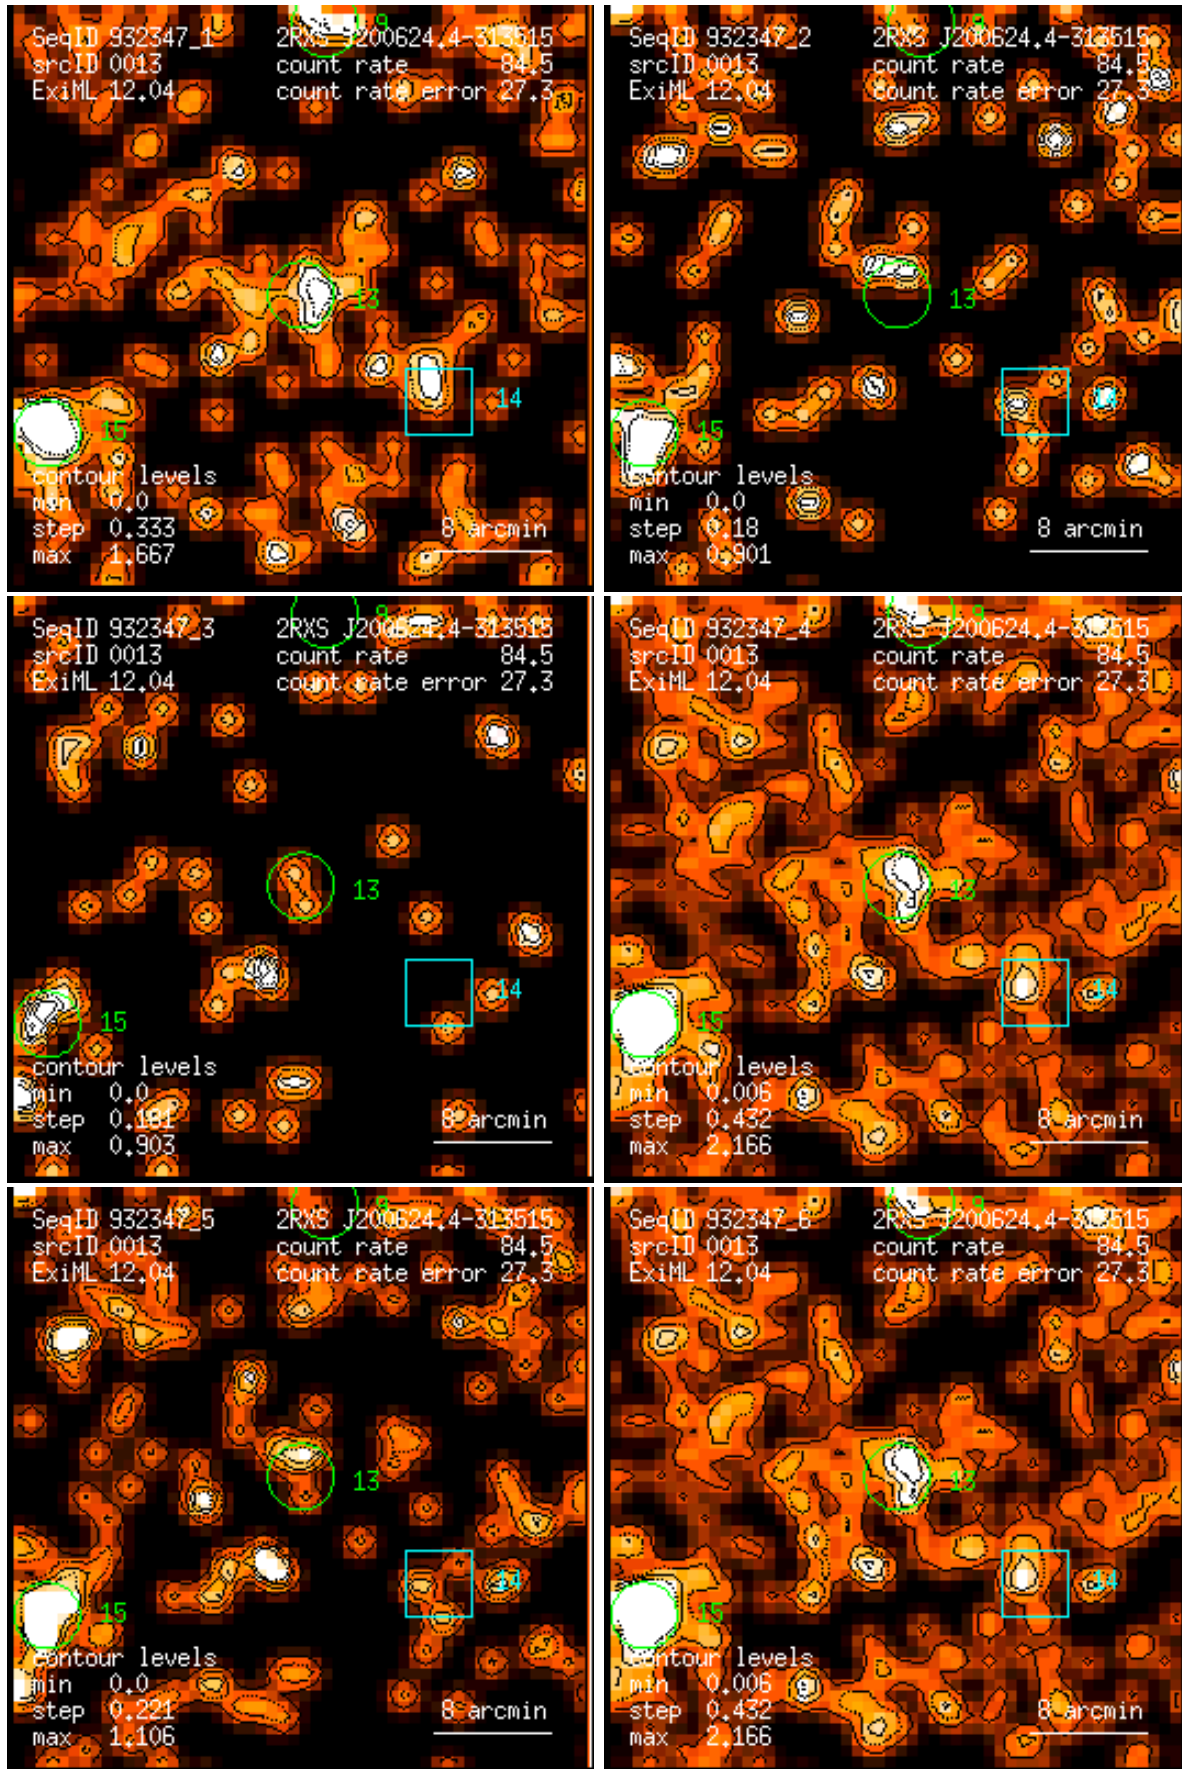 SeqID 932347_1 2RXS J200624.4-313515
srcID 0013 count rate 84.5
ExiML 12.04 count rate error 27.3
9
13
14
15
contour levels
min 0.0
step 0.333 8 arcmin
max 1.667
SeqID 932347_2 2RXS J200624.4-313515
srcID 0013 count rate 84.5
ExiML 12.04 count rate error 27.3
9
13
14
15
contour levels
min 0.0
step 0.18 8 arcmin
max 0.901
SeqID 932347_3 2RXS J200624.4-313515
srcID 0013 count rate 84.5
ExiML 12.04 count rate error 27.3
9
13
14
15
contour levels
min 0.0
step 0.181 8 arcmin
max 0.903
SeqID 932347_4 2RXS J200624.4-313515
srcID 0013 count rate 84.5
ExiML 12.04 count rate error 27.3
9
13
14
15
contour levels
min 0.006
step 0.432 8 arcmin
max 2.166
SeqID 932347_5 2RXS J200624.4-313515
srcID 0013 count rate 84.5
ExiML 12.04 count rate error 27.3
9
13
14
15
contour levels
min 0.0
step 0.221 8 arcmin
max 1.106
SeqID 932347_6 2RXS J200624.4-313515
srcID 0013 count rate 84.5
ExiML 12.04 count rate error 27.3
9
13
14
15
contour levels
min 0.006
step 0.432 8 arcmin
max 2.166